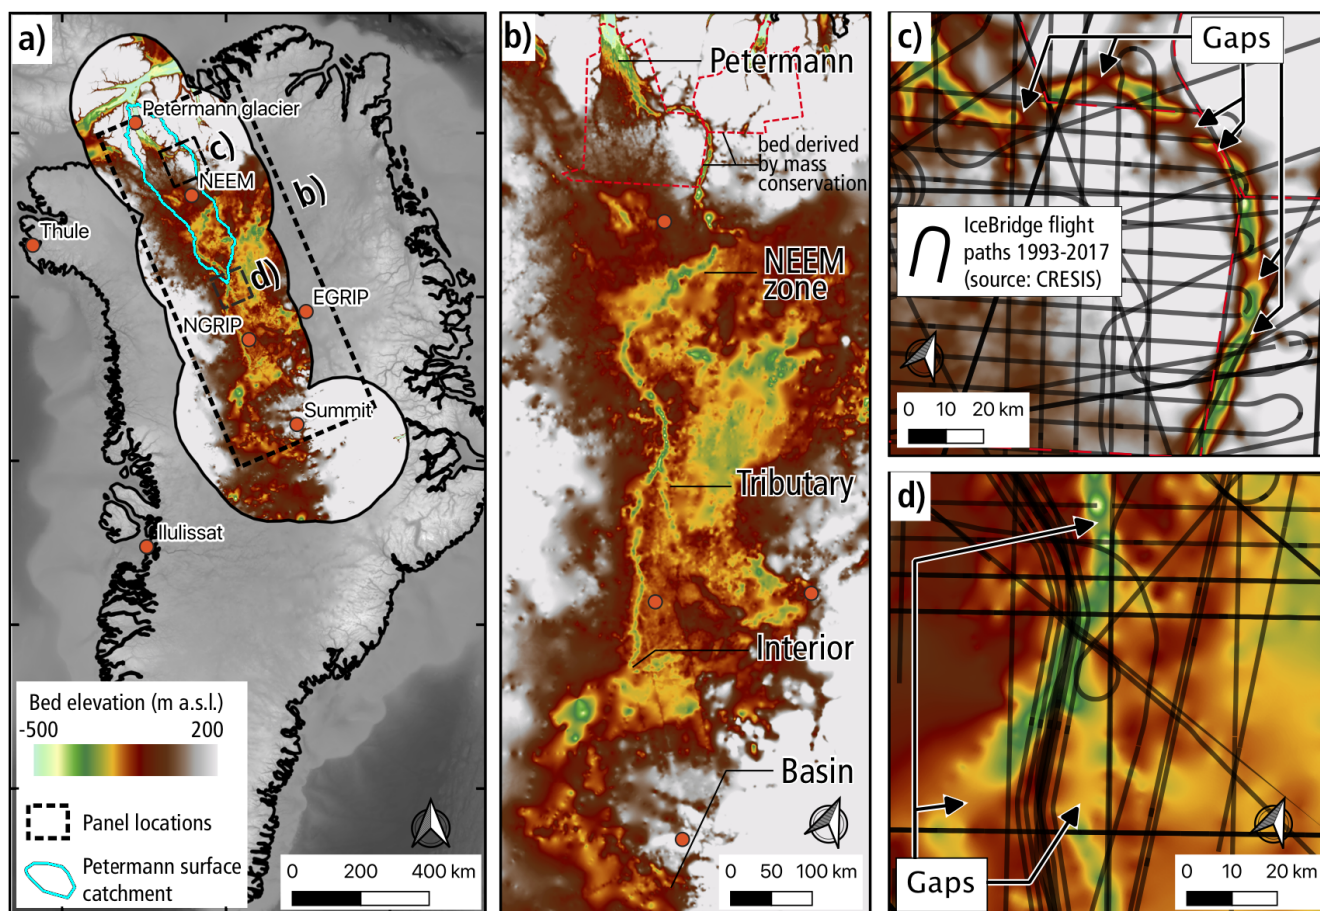 a)
Petermann glacier
c)
NEEM
b)
Thule
d)
EGRIP
NGRIP
Summit
Ilulissat
Bed elevation (m a.s.l.)
-500 200
Panel locations
Petermann surface
catchment
0 200 400 km
b)
Petermann
bed derived
by mass
conservation
NEEM
zone
Tributary
Interior
Basin
0 50 100 km
c)
Gaps
IceBridge flight
paths 1993-2017
(source: CRESIS)
0 10 20 km
d)
Gaps
0 10 20 km